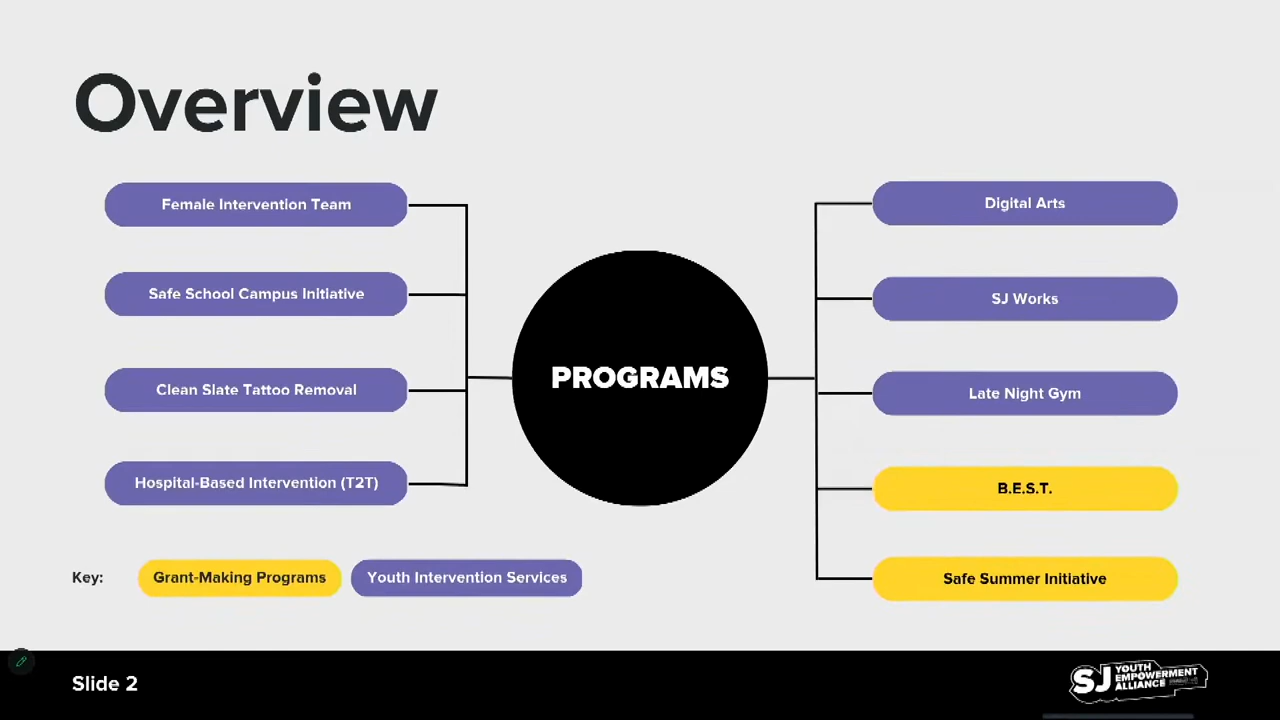 Overview
Female Intervention Team
Safe School Campus Initiative
Clean Slate Tattoo Removal
Hospital-Based Intervention (T2T)
PROGRAMS
Digital Arts
SJ Works
Late Night Gym
B.E.S.T.
Safe Summer Initiative
Key:
Grant-Making Programs
Youth Intervention Services
Slide 2
SJ YOUTH
EMPOWERMENT
ALLIANCE